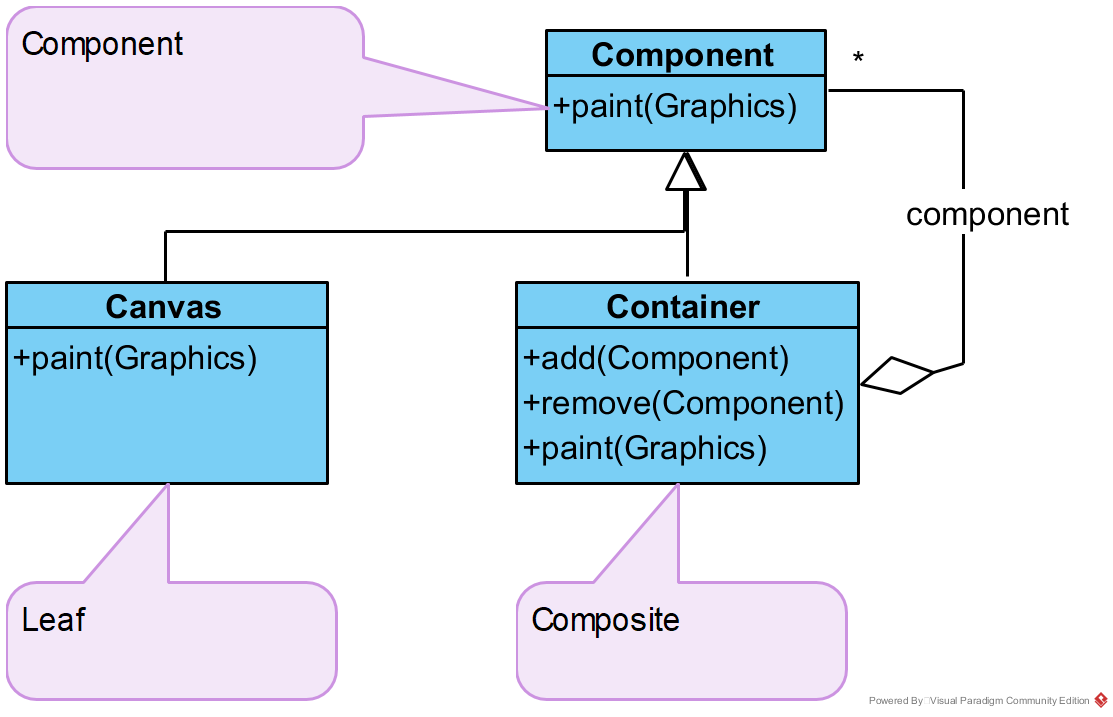 Component
Component
*
+paint(Graphics)
component
Canvas
+paint(Graphics)
Container
+add(Component)
+remove(Component)
+paint(Graphics)
Leaf
Composite
Powered By Visual Paradigm Community Edition